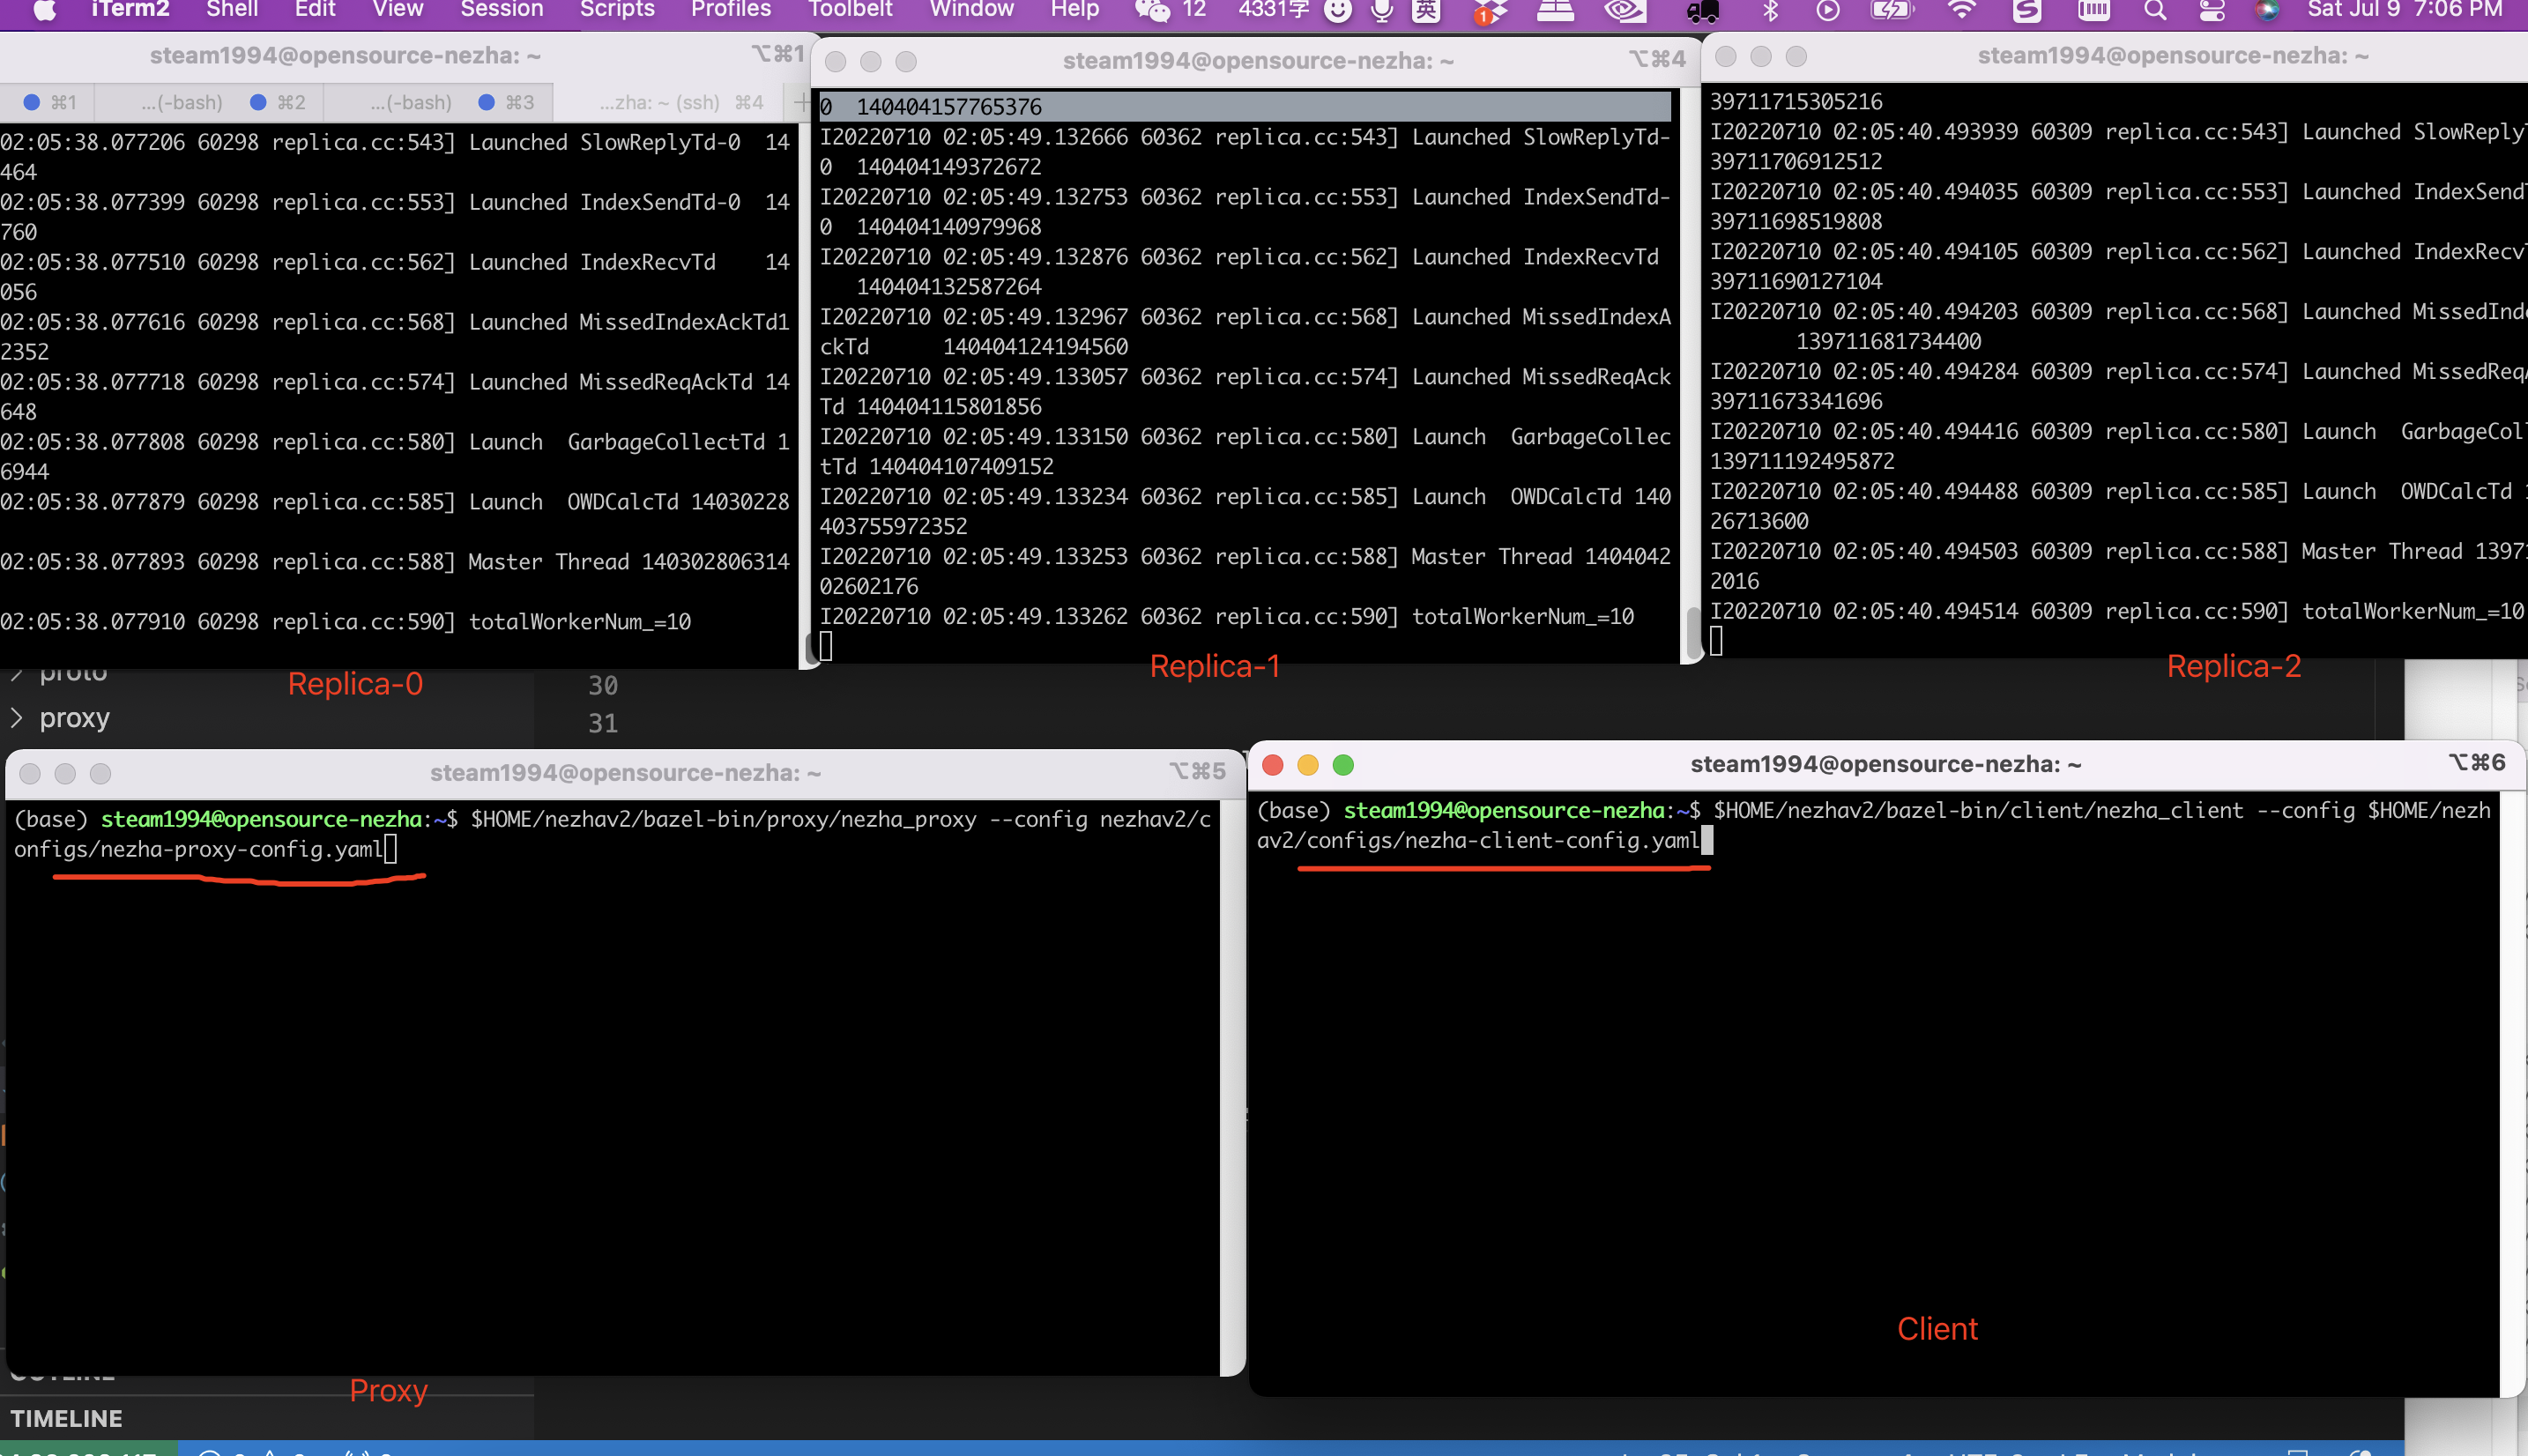 iTerm2 Shell Edit View Session Scripts Profiles Toolbelt Window Help 12 4331字 英 1 Sat Jul 9 7:06 PM
steam1994@opensource-nezha: ~ ⌥⌘1
⌘1 ...(-bash) ⌘2 ...(-bash) ⌘3 ...zha: ~ (ssh) ⌘4
02:05:38.077206 60298 replica.cc:543] Launched SlowReplyTd-0 14
464
02:05:38.077399 60298 replica.cc:553] Launched IndexSendTd-0 14
760
02:05:38.077510 60298 replica.cc:562] Launched IndexRecvTd 14
056
02:05:38.077616 60298 replica.cc:568] Launched MissedIndexAckTd1
2352
02:05:38.077718 60298 replica.cc:574] Launched MissedReqAckTd 14
648
02:05:38.077808 60298 replica.cc:580] Launch GarbageCollectTd 1
6944
02:05:38.077879 60298 replica.cc:585] Launch OWDCalcTd 14030228
02:05:38.077893 60298 replica.cc:588] Master Thread 140302806314
02:05:38.077910 60298 replica.cc:590] totalWorkerNum_=10
Replica-0
steam1994@opensource-nezha: ~ ⌥⌘4
0 140404157765376
I20220710 02:05:49.132666 60362 replica.cc:543] Launched SlowReplyTd-
0 140404149372672
I20220710 02:05:49.132753 60362 replica.cc:553] Launched IndexSendTd-
0 140404140979968
I20220710 02:05:49.132876 60362 replica.cc:562] Launched IndexRecvTd
140404132587264
I20220710 02:05:49.132967 60362 replica.cc:568] Launched MissedIndexA
ckTd 140404124194560
I20220710 02:05:49.133057 60362 replica.cc:574] Launched MissedReqAck
Td 140404115801856
I20220710 02:05:49.133150 60362 replica.cc:580] Launch GarbageCollec
tTd 140404107409152
I20220710 02:05:49.133234 60362 replica.cc:585] Launch OWDCalcTd 140
403755972352
I20220710 02:05:49.133253 60362 replica.cc:588] Master Thread 1404042
02602176
I20220710 02:05:49.133262 60362 replica.cc:590] totalWorkerNum_=10
Replica-1
steam1994@opensource-nezha: ~
39711715305216
I20220710 02:05:40.493939 60309 replica.cc:543] Launched SlowReply
39711706912512
I20220710 02:05:40.494035 60309 replica.cc:553] Launched IndexSend
39711698519808
I20220710 02:05:40.494105 60309 replica.cc:562] Launched IndexRecv
39711690127104
I20220710 02:05:40.494203 60309 replica.cc:568] Launched MissedInd
139711681734400
I20220710 02:05:40.494284 60309 replica.cc:574] Launched MissedReq
39711673341696
I20220710 02:05:40.494416 60309 replica.cc:580] Launch GarbageCol
139711192495872
I20220710 02:05:40.494488 60309 replica.cc:585] Launch OWDCalcTd
26713600
I20220710 02:05:40.494503 60309 replica.cc:588] Master Thread 1397
2016
I20220710 02:05:40.494514 60309 replica.cc:590] totalWorkerNum_=10
Replica-2
proto
proxy
30
31
steam1994@opensource-nezha: ~ ⌥⌘5
(base) steam1994@opensource-nezha:~$ $HOME/nezhav2/bazel-bin/proxy/nezha_proxy --config nezhav2/c
onfigs/nezha-proxy-config.yaml
Proxy
steam1994@opensource-nezha: ~ ⌥⌘6
(base) steam1994@opensource-nezha:~$ $HOME/nezhav2/bazel-bin/client/nezha_client --config $HOME/nezh
av2/configs/nezha-client-config.yaml
Client
OUTLINE
TIMELINE